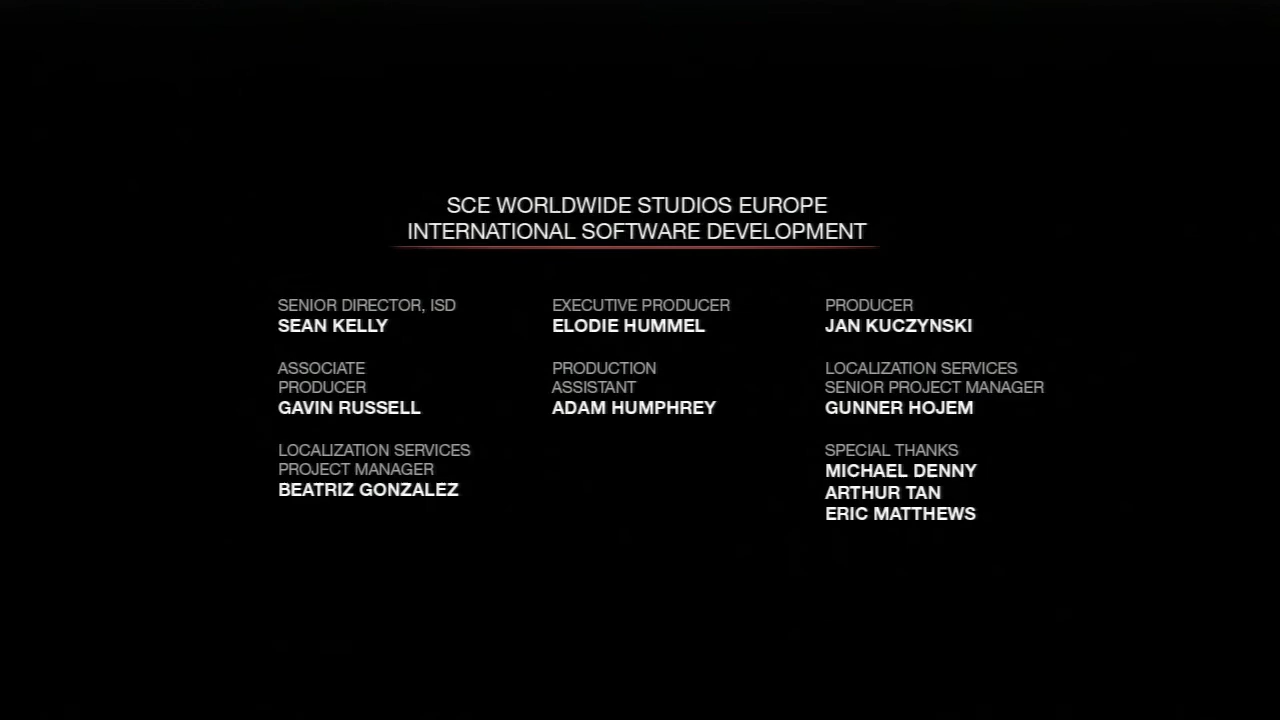 SCE WORLDWIDE STUDIOS EUROPE
INTERNATIONAL SOFTWARE DEVELOPMENT
SENIOR DIRECTOR, ISD
SEAN KELLY
EXECUTIVE PRODUCER
ELODIE HUMMEL
PRODUCER
JAN KUCZYNSKI
ASSOCIATE
PRODUCER
GAVIN RUSSELL
PRODUCTION
ASSISTANT
ADAM HUMPHREY
LOCALIZATION SERVICES
SENIOR PROJECT MANAGER
GUNNER HOJEM
LOCALIZATION SERVICES
PROJECT MANAGER
BEATRIZ GONZALEZ
SPECIAL THANKS
MICHAEL DENNY
ARTHUR TAN
ERIC MATTHEWS